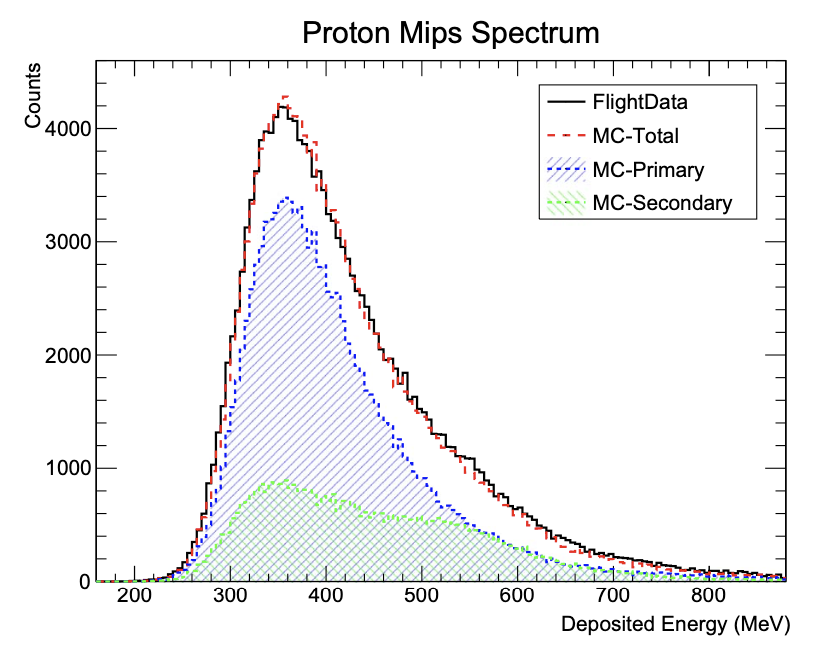 Proton Mips Spectrum
Counts
FlightData
MC-Total
MC-Primary
MC-Secondary
4000
3000
2000
1000
0
200 300 400 500 600 700 800
Deposited Energy (MeV)